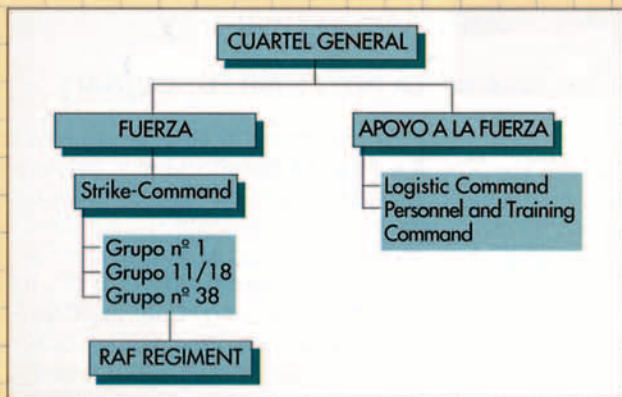 CUARTEL GENERAL
FUERZA
APOYO A LA FUERZA
Strike-Command
Logistic Command
Personnel and Training
Command
Grupo nº 1
Grupo 11/18
Grupo nº 38
RAF REGIMENT